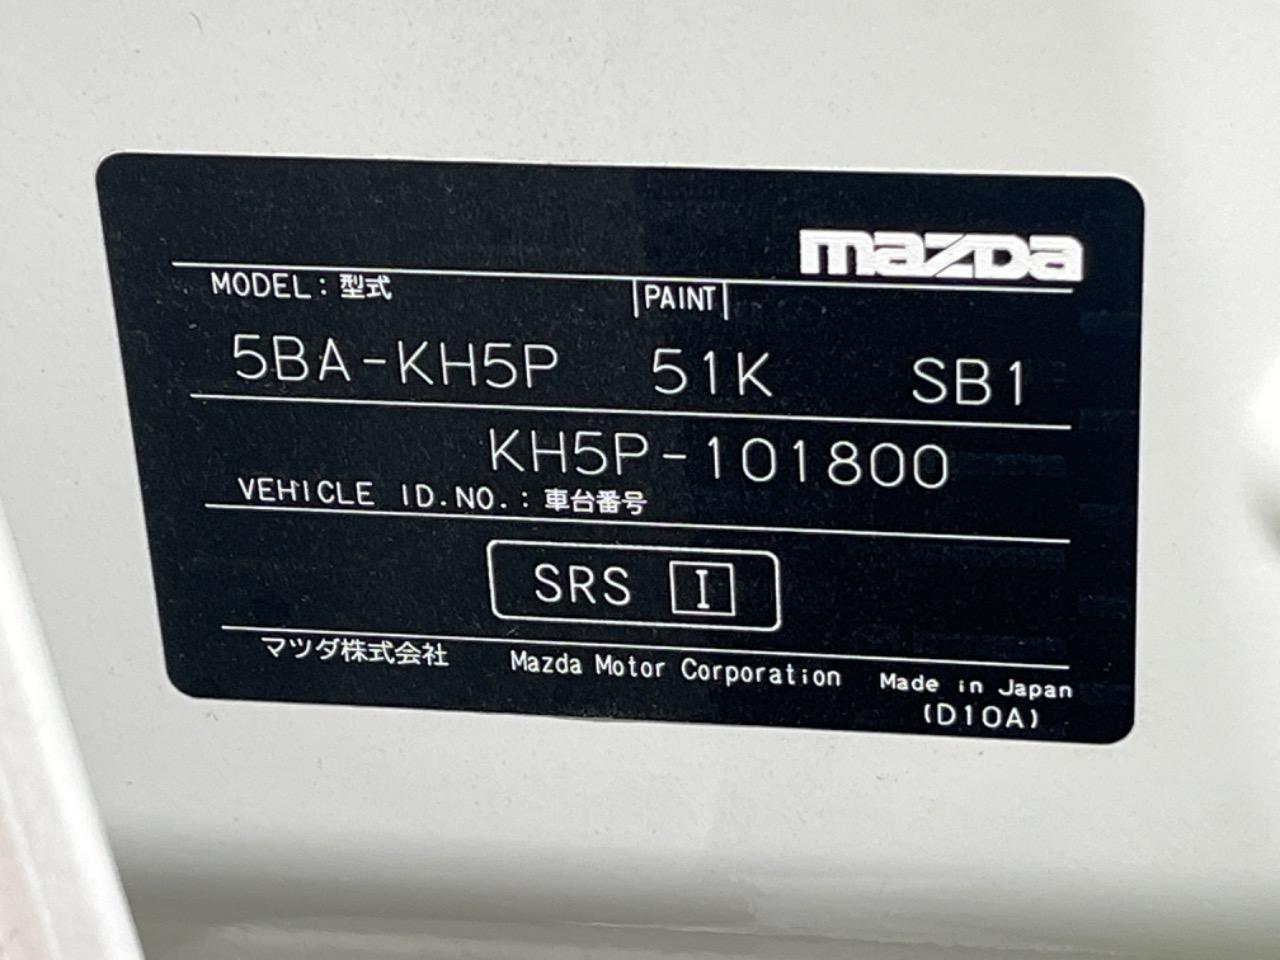 mazda
MODEL：型式 PAINT
5BA-KH5P 51K SB1
KH5P-101800
VEHICLE ID.NO.：車台番号
SRS I
マツダ株式会社 Mazda Motor Corporation Made in Japan
(D10A)